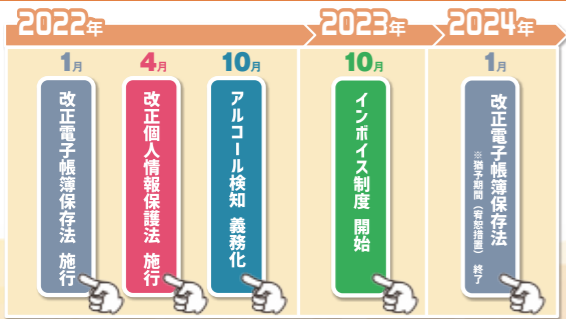 2022年
2023年
2024年
1月
改正電子帳簿保存法 施行
4月
改正個人情報保護法 施行
10月
アルコール検知 義務化
10月
インボイス制度 開始
1月
改正電子帳簿保存法
※猶予期間（宥恕措置） 終了